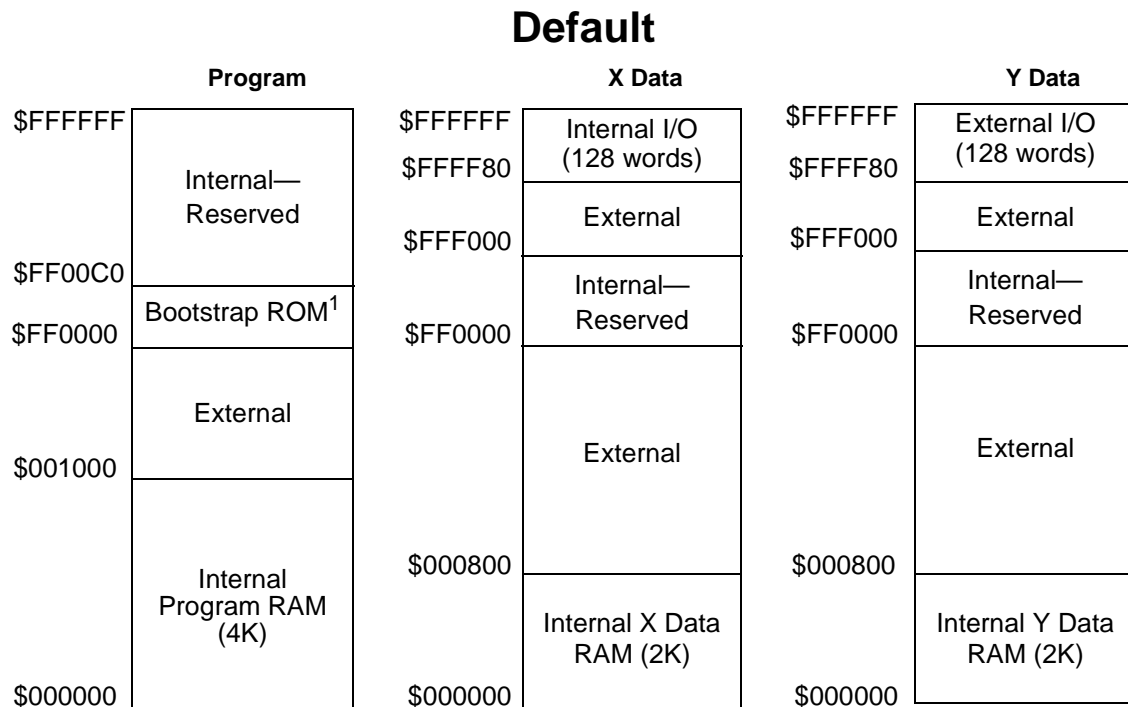 Default
Program
$FFFFFF
Internal—
Reserved
$FF00C0
Bootstrap ROM1
$FF0000
External
$001000
Internal
Program RAM
(4K)
$000000
X Data
$FFFFFF
Internal I/O
(128 words)
$FFFF80
External
$FFF000
Internal—
Reserved
$FF0000
External
$000800
Internal X Data
RAM (2K)
$000000
Y Data
$FFFFFF
External I/O
(128 words)
$FFFF80
External
$FFF000
Internal—
Reserved
$FF0000
External
$000800
Internal Y Data
RAM (2K)
$000000